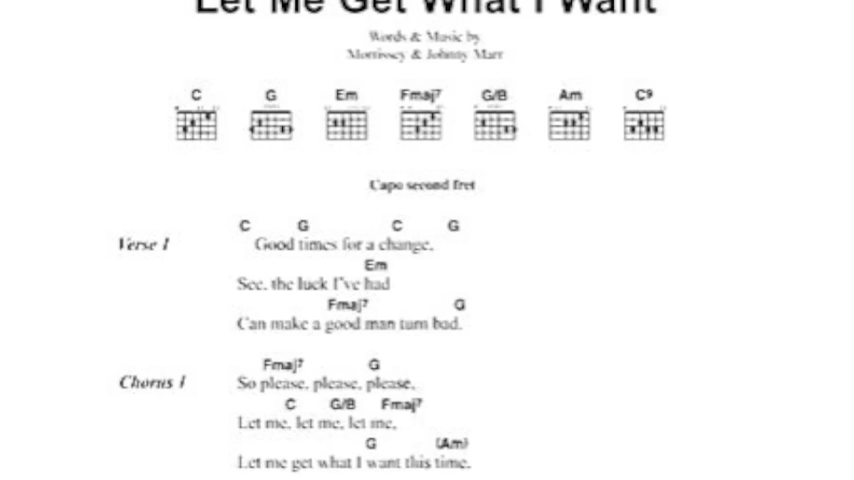 Let Me Get What I Want
Words & Music by
Morrissey & Johnny Marr
C G Em Fmaj7 G/B Am C9
Capo second fret
C G C G
Verse 1 Good times for a change,
Em
See, the luck I've had
Fmaj7 G
Can make a good man turn bad.
Fmaj7 G
Chorus 1 So please, please, please,
C G/B Fmaj7
Let me, let me, let me,
G (Am)
Let me get what I want this time.